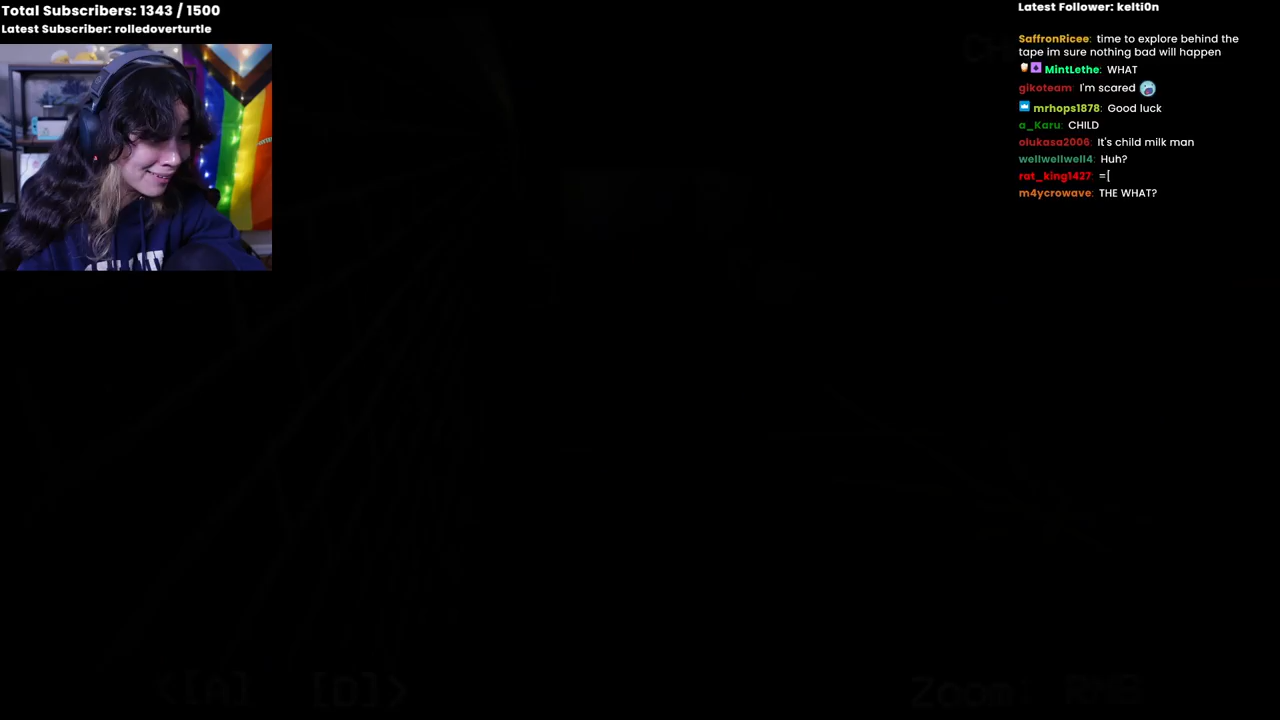 Total Subscribers: 1343 / 1500
Latest Subscriber: rolledoverturtle
Latest Follower: kelti0n
SaffronRicee: time to explore behind the
tape im sure nothing bad will happen
MintLethe: WHAT
gikoteam: I'm scared
mrhops1878: Good luck
a_Karu: CHILD
olukasa2006: It's child milk man
wellwellwell4: Huh?
rat_king1427: =[
m4ycrowave: THE WHAT?
<[A] [D]>
Zoom: RMB